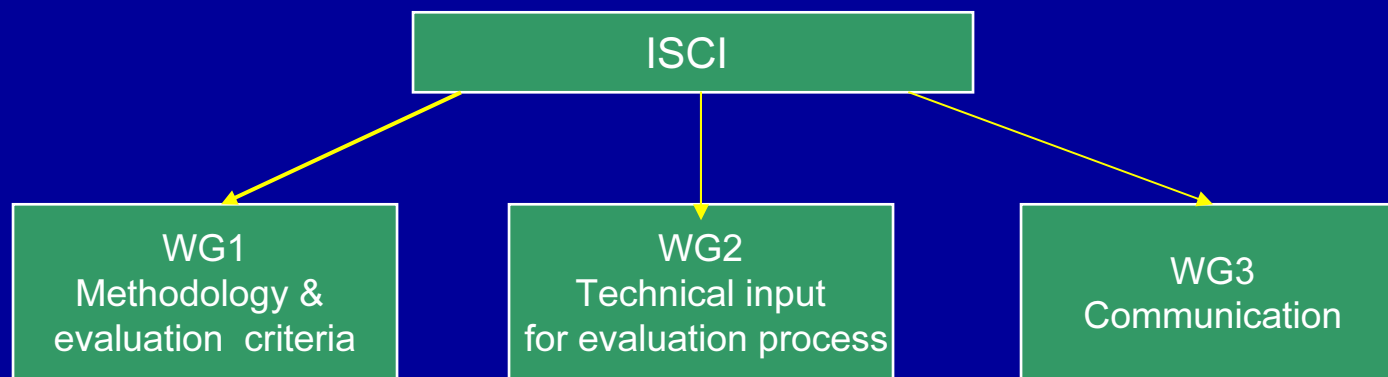 ISCI
WG1
Methodology &
evaluation criteria
WG2
Technical input
for evaluation process
WG3
Communication